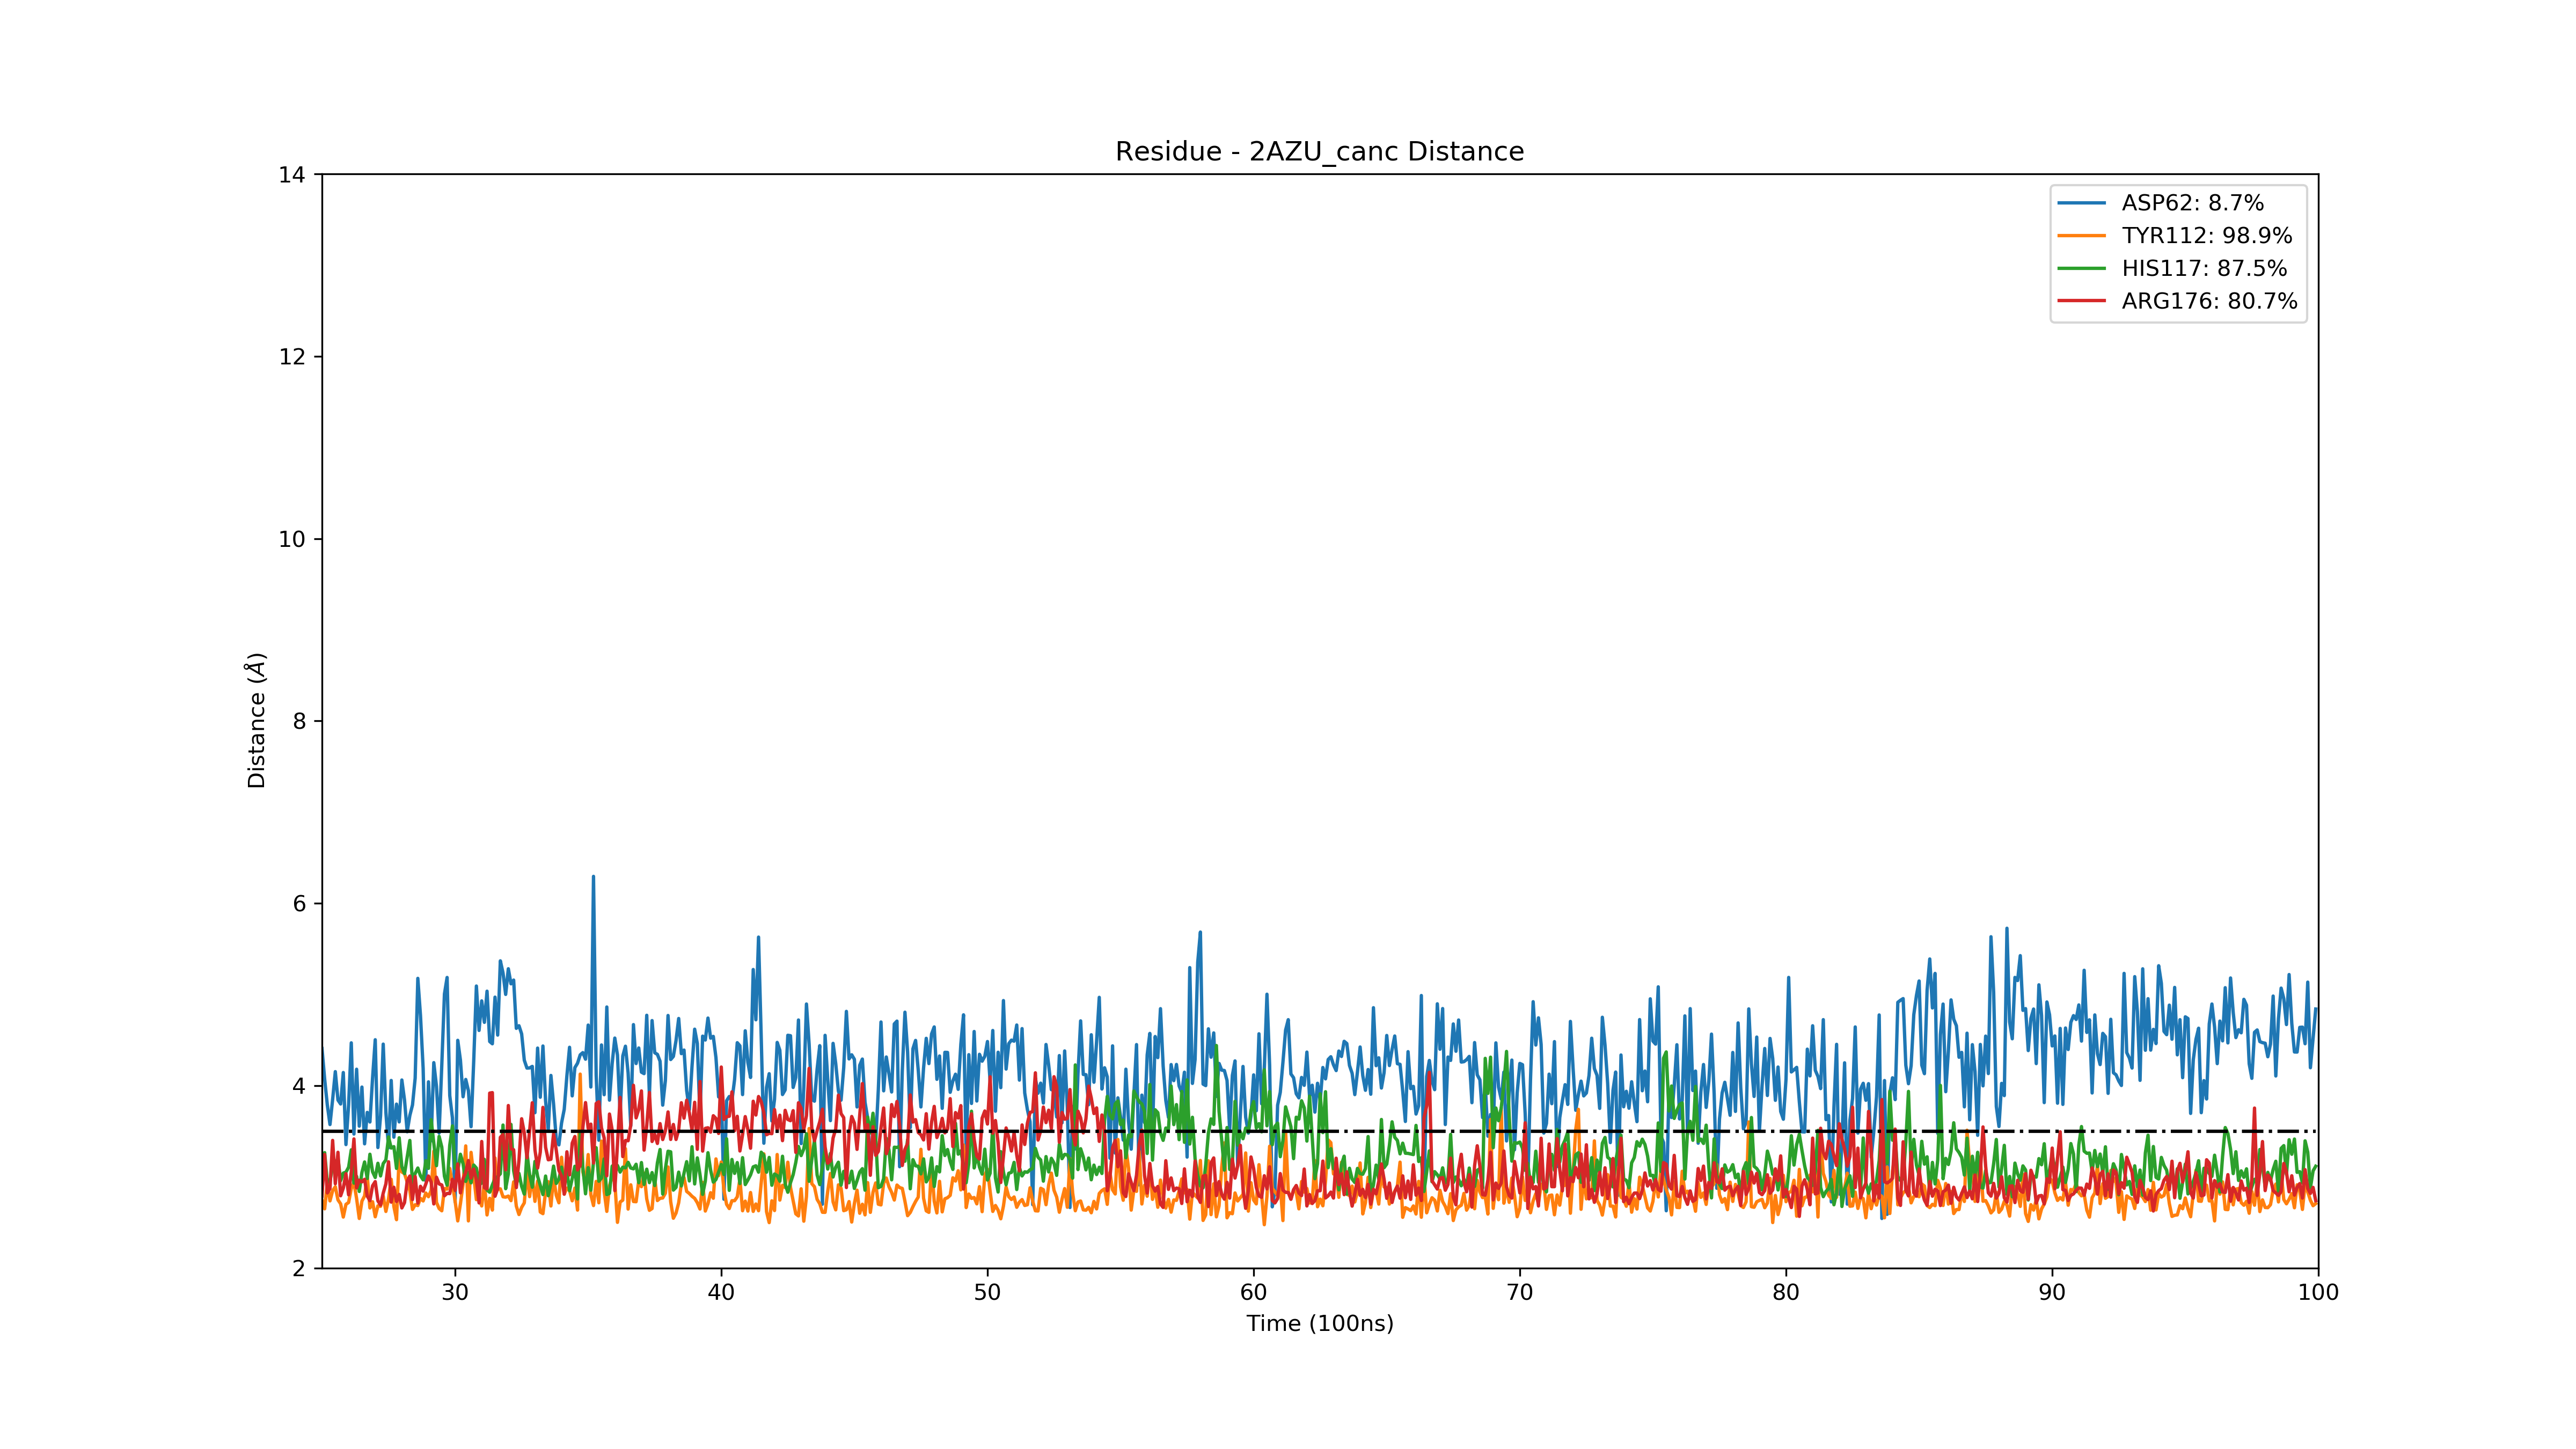 Residue - 2AZU_canc Distance
14
12
10
8
6
4
2
Distance (Å)
ASP62: 8.7%
TYR112: 98.9%
HIS117: 87.5%
ARG176: 80.7%
30 40 50 60 70 80 90 100
Time (100ns)